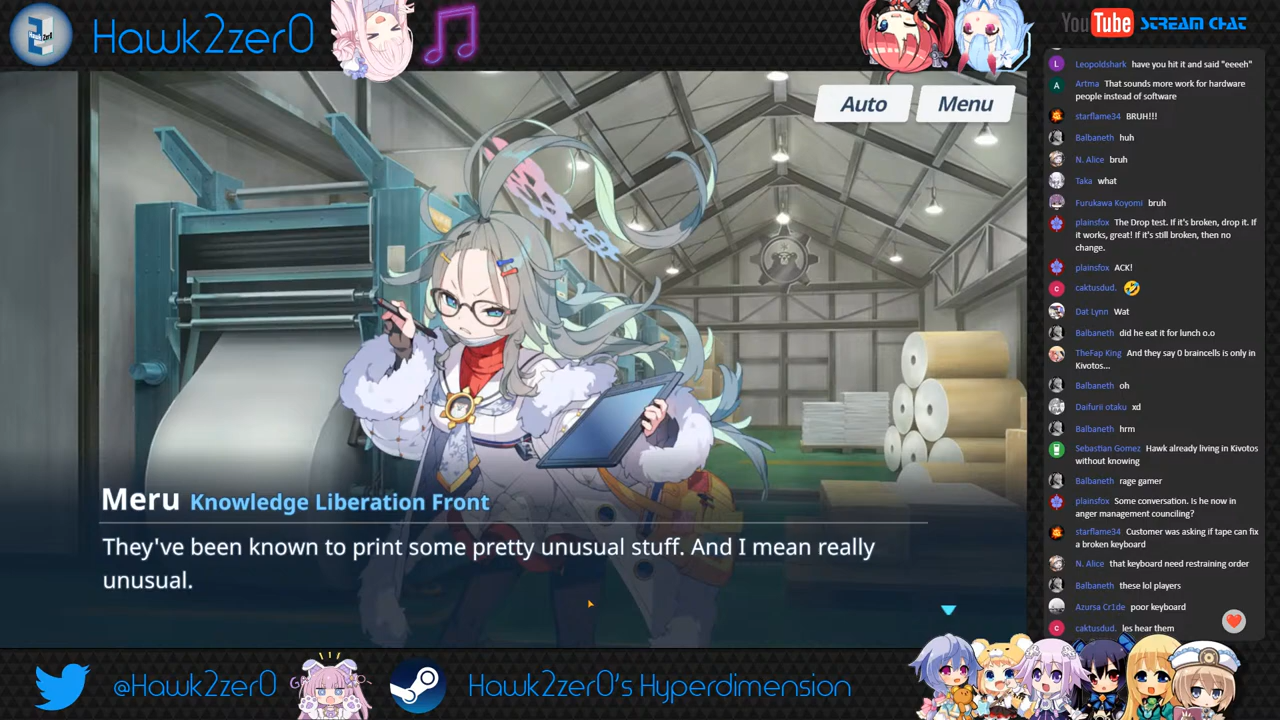 Hawk2zer0
YouTube STREAM CHAT
Auto
Menu
Meru Knowledge Liberation Front
They've been known to print some pretty unusual stuff. And I mean really
unusual.
Leopoldshark have you hit it and said "eeeeh"
Artma That sounds more work for hardware
people instead of software
starflame34 BRUH!!!
Balbaneth huh
N. Alice bruh
Taka what
Furukawa Koyomi bruh
plainsfox The Drop test. If it's broken, drop it. If
it works, great! If it's still broken, then no
change.
plainsfox ACK!
caktusdud. 🤣
Dat Lynn Wat
Balbaneth did he eat it for lunch o.o
TheFap King And they say 0 braincells is only in
Kivotos...
Balbaneth oh
Daifurii otaku xd
Balbaneth hrm
Sebastian Gomez Hawk already living in Kivotos
without knowing
Balbaneth rage gamer
plainsfox Some conversation. Is he now in
anger management counciling?
starflame34 Customer was asking if tape can fix
a broken keyboard
N. Alice that keyboard need restraining order
Balbaneth these lol players
Azursa Cr1de poor keyboard
caktusdud. les hear them
@Hawk2zer0
Hawk2zer0's Hyperdimension